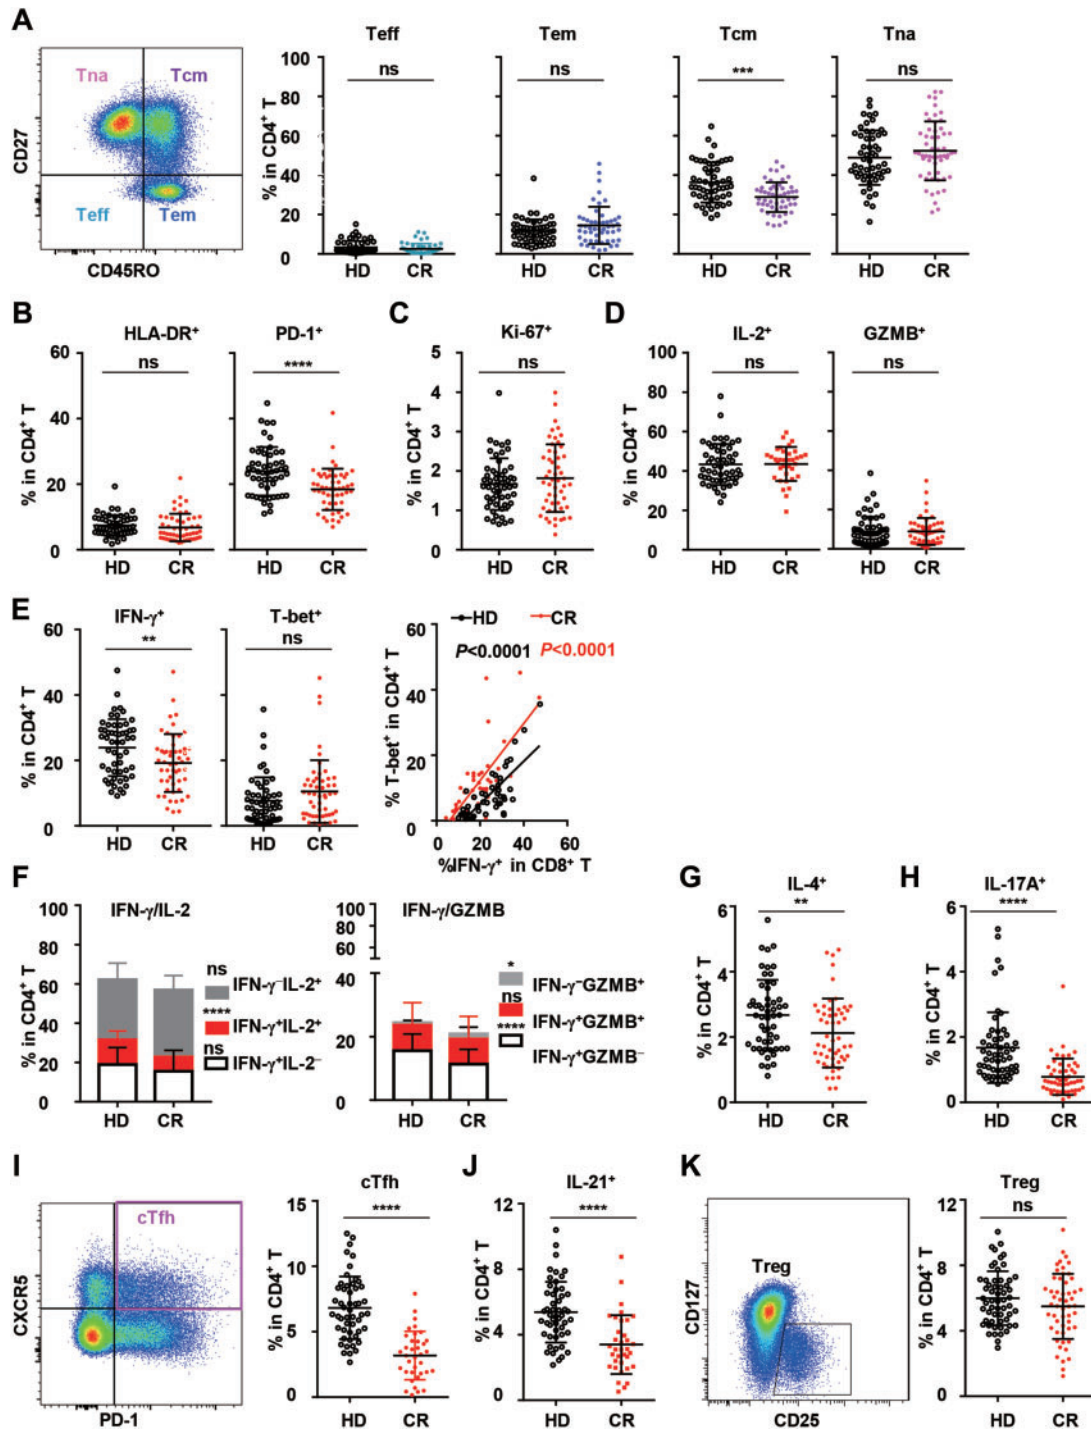 A
Teff
Tem
Tcm
Tna
Tna
Tcm
Teff
Tem
CD27
CD45RO
% in CD4⁺ T
100
80
60
40
20
0
ns
ns
***
ns
HD CR
HD CR
HD CR
HD CR
B
HLA-DR⁺
PD-1⁺
% in CD4⁺ T
60
40
20
0
ns
****
HD CR
HD CR
C
Ki-67⁺
% in CD4⁺ T
5
4
3
2
1
0
ns
HD CR
D
IL-2⁺
GZMB⁺
% in CD4⁺ T
100
80
60
40
20
0
ns
ns
HD CR
HD CR
E
IFN-γ⁺
T-bet⁺
% in CD4⁺ T
60
40
20
0
**
ns
HD CR
HD CR
HD CR
P<0.0001 P<0.0001
% T-bet⁺ in CD4⁺ T
60
40
20
0
0 20 40 60
%IFN-γ⁺ in CD8⁺ T
F
IFN-γ/IL-2
% in CD4⁺ T
100
80
60
40
20
0
HD CR
ns
IFN-γ⁻IL-2⁺
****
IFN-γ⁺IL-2⁺
ns
IFN-γ⁺IL-2⁻
IFN-γ/GZMB
% in CD4⁺ T
100
80
60
40
20
0
HD CR
*
IFN-γ⁻GZMB⁺
ns
IFN-γ⁺GZMB⁺
****
IFN-γ⁺GZMB⁻
G
IL-4⁺
**
% in CD4⁺ T
6
4
2
0
HD CR
H
IL-17A⁺
****
% in CD4⁺ T
6
4
2
0
HD CR
I
cTfh
CXCR5
PD-1
cTfh
****
% in CD4⁺ T
15
10
5
0
HD CR
J
IL-21⁺
****
% in CD4⁺ T
12
8
4
0
HD CR
K
Treg
CD127
CD25
Treg
ns
% in CD4⁺ T
12
8
4
0
HD CR